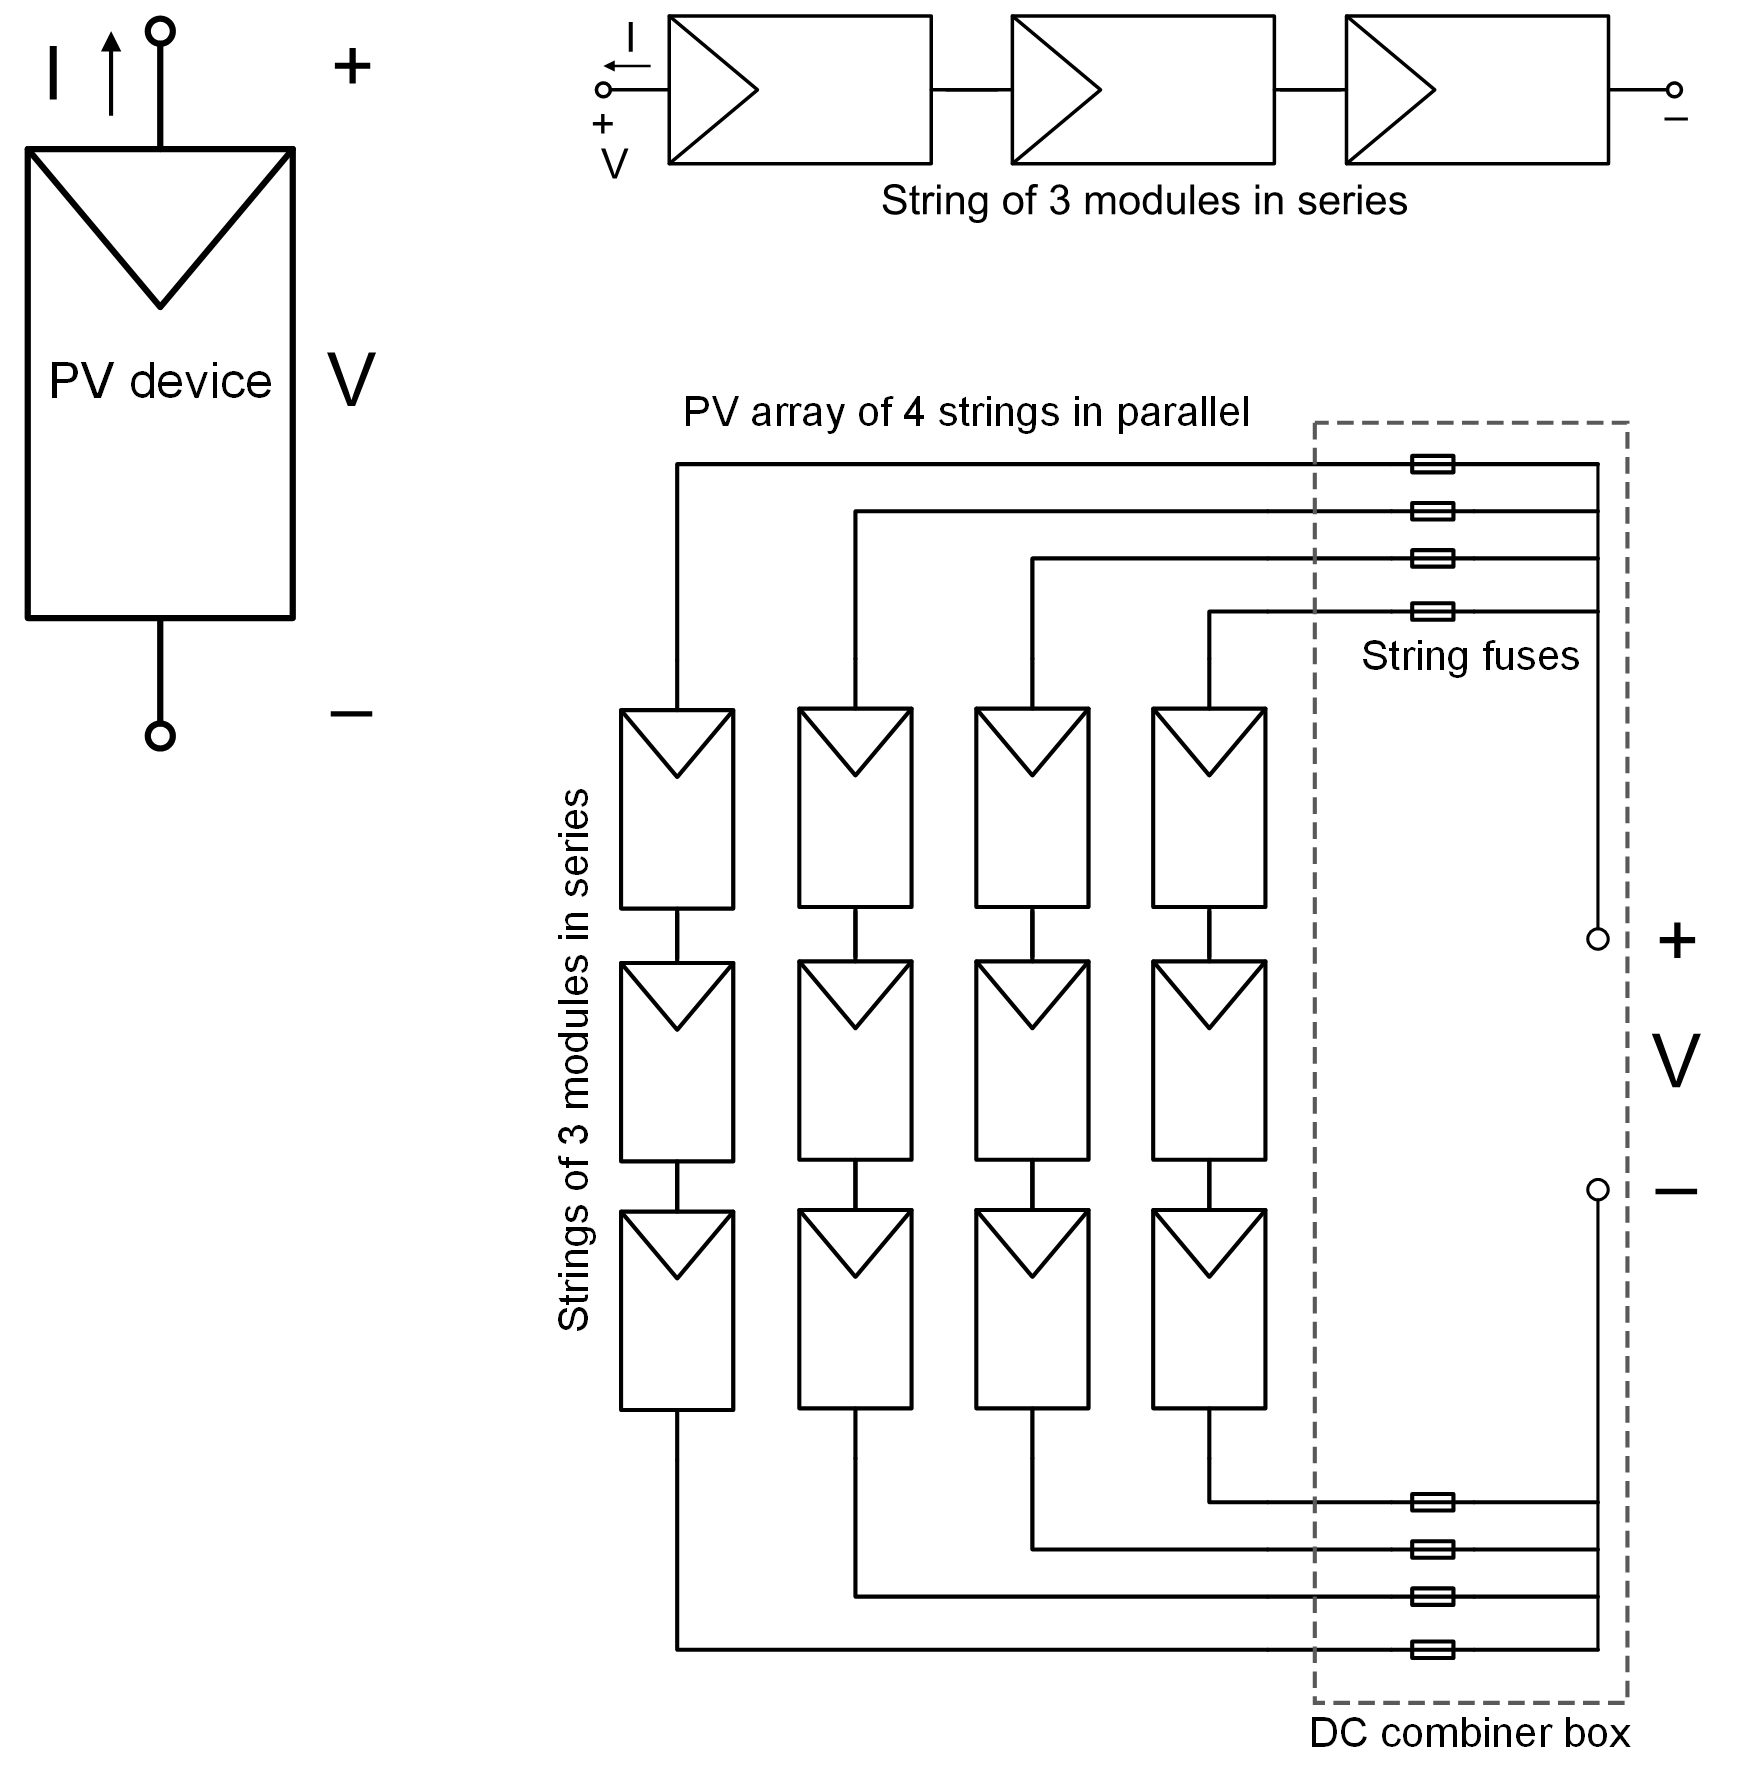 I
+
PV device
V
–
I
+
V
–
String of 3 modules in series
PV array of 4 strings in parallel
String fuses
Strings of 3 modules in series
+
V
–
DC combiner box